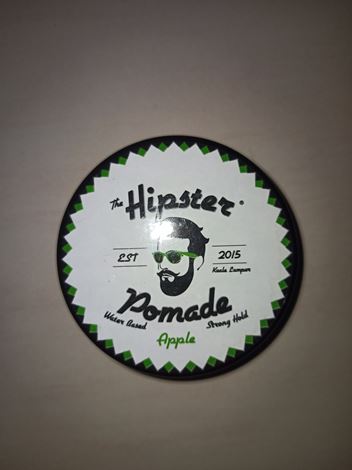 The Hipster
EST 2015
Kuala Lumpur
Pomade
Water Based Strong Hold
Apple